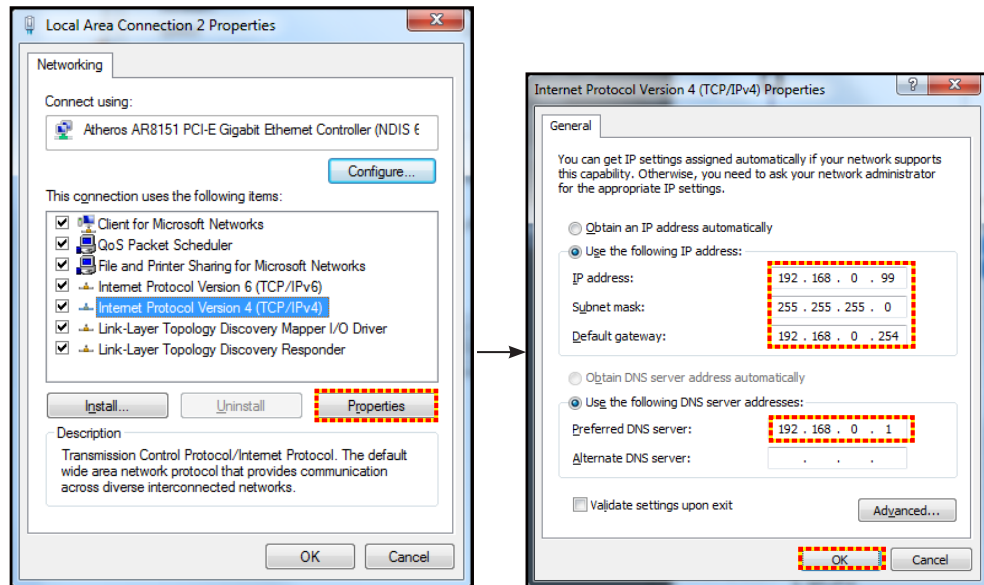 Local Area Connection 2 Properties
Networking
Connect using:
Atheros AR8151 PCI-E Gigabit Ethernet Controller (NDIS 6
Configure...
This connection uses the following items:
Client for Microsoft Networks
QoS Packet Scheduler
File and Printer Sharing for Microsoft Networks
Internet Protocol Version 6 (TCP/IPv6)
Internet Protocol Version 4 (TCP/IPv4)
Link-Layer Topology Discovery Mapper I/O Driver
Link-Layer Topology Discovery Responder
Install... Uninstall Properties
Description
Transmission Control Protocol/Internet Protocol. The default
wide area network protocol that provides communication
across diverse interconnected networks.
OK Cancel
Internet Protocol Version 4 (TCP/IPv4) Properties
General
You can get IP settings assigned automatically if your network supports
this capability. Otherwise, you need to ask your network administrator
for the appropriate IP settings.
Obtain an IP address automatically
Use the following IP address:
IP address: 192 . 168 . 0 . 99
Subnet mask: 255 . 255 . 255 . 0
Default gateway: 192 . 168 . 0 . 254
Obtain DNS server address automatically
Use the following DNS server addresses:
Preferred DNS server: 192 . 168 . 0 . 1
Alternate DNS server: . . .
Validate settings upon exit
Advanced...
OK Cancel